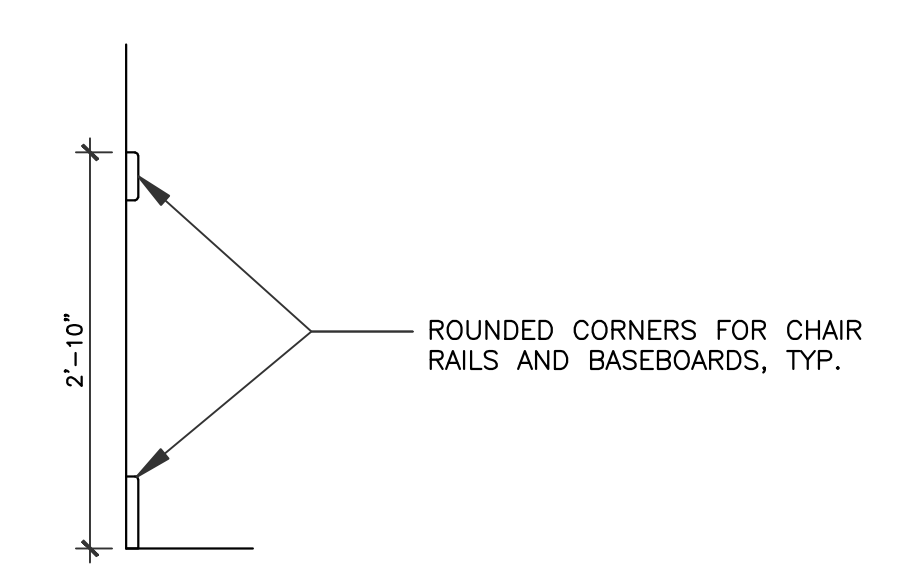 2'-10"
ROUNDED CORNERS FOR CHAIR
RAILS AND BASEBOARDS, TYP.